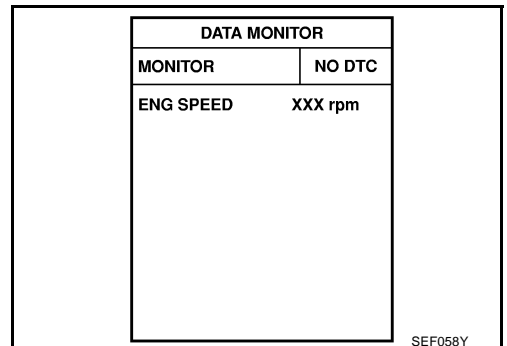 DATA MONITOR
MONITOR NO DTC
ENG SPEED XXX rpm
SEF058Y